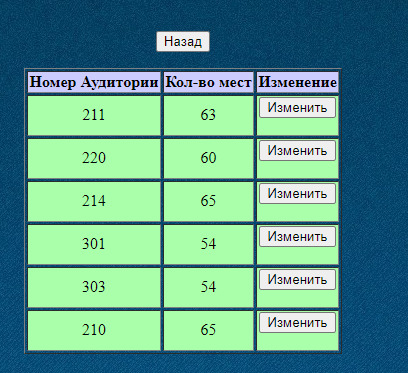 Назад
Номер Аудитории Кол-во мест Изменение
211 63 Изменить
220 60 Изменить
214 65 Изменить
301 54 Изменить
303 54 Изменить
210 65 Изменить